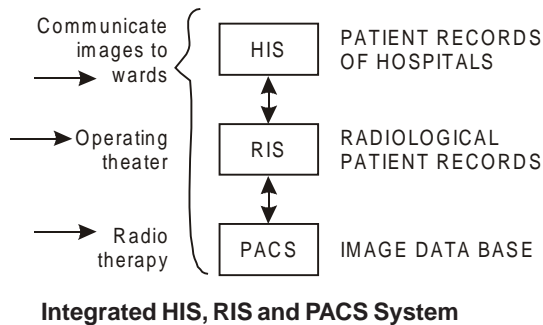 Communicate
images to
wards
Operating
theater
Radio
therapy
HIS
RIS
PACS
PATIENT RECORDS
OF HOSPITALS
RADIOLOGICAL
PATIENT RECORDS
IMAGE DATA BASE
Integrated HIS, RIS and PACS System